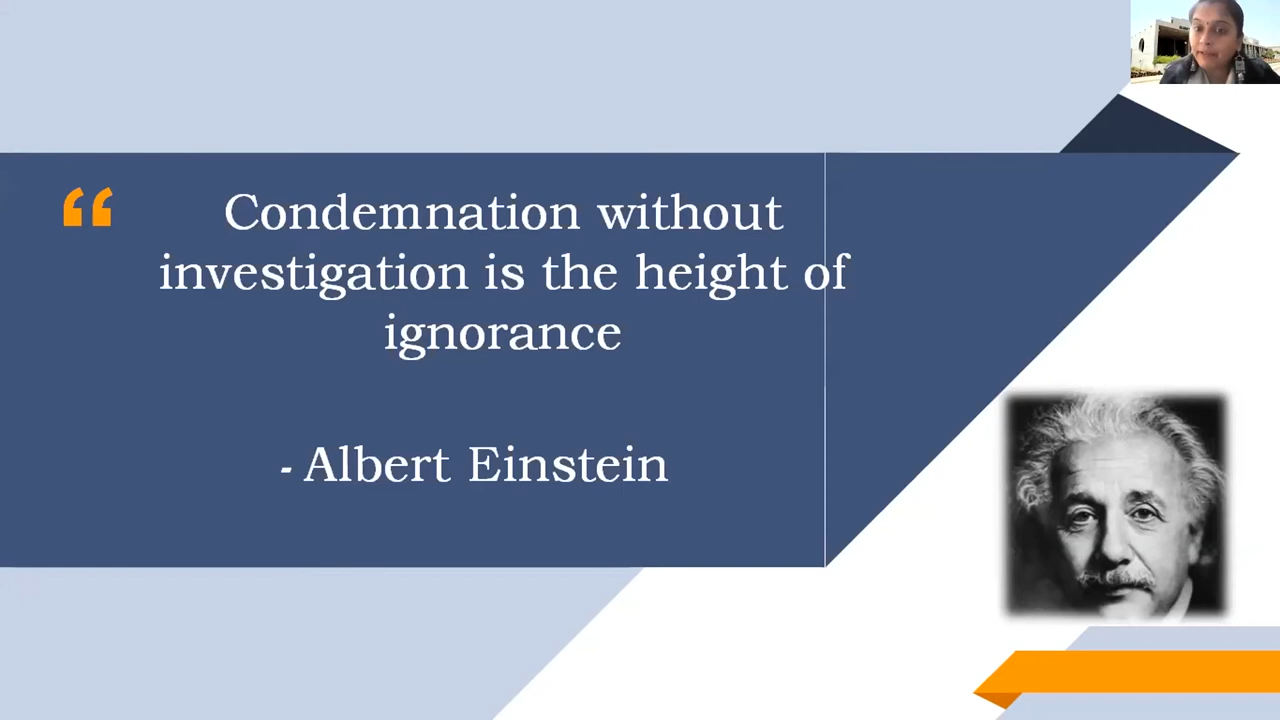 “
Condemnation without
investigation is the height of
ignorance
- Albert Einstein